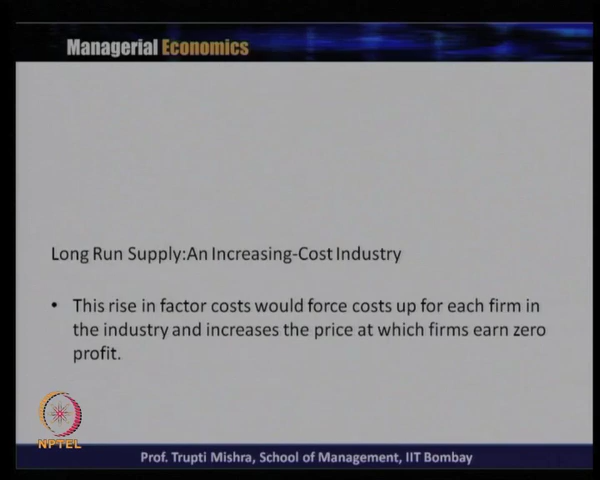 Managerial Economics
Long Run Supply:An Increasing-Cost Industry
• This rise in factor costs would force costs up for each firm in
the industry and increases the price at which firms earn zero
profit.
NPTEL
Prof. Trupti Mishra, School of Management, IIT Bombay